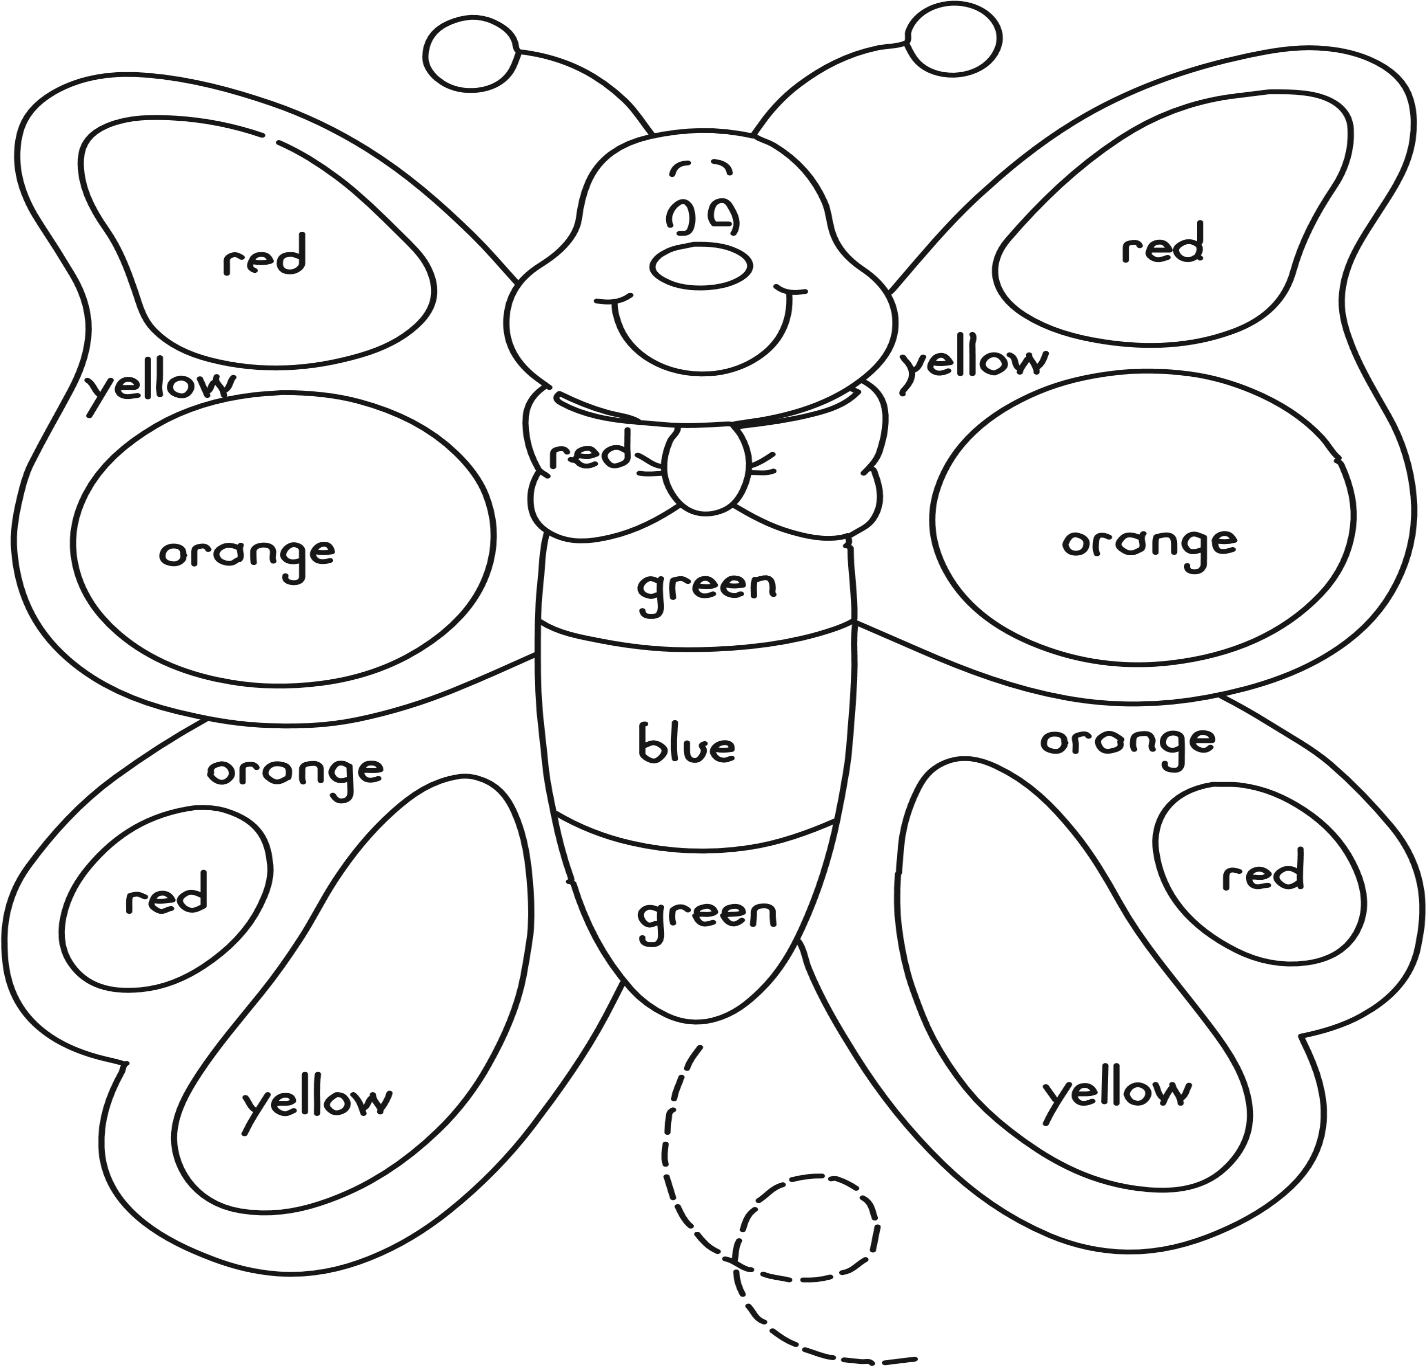 red
red
yellow
yellow
red
orange
orange
green
blue
orange
orange
red
red
green
yellow
yellow